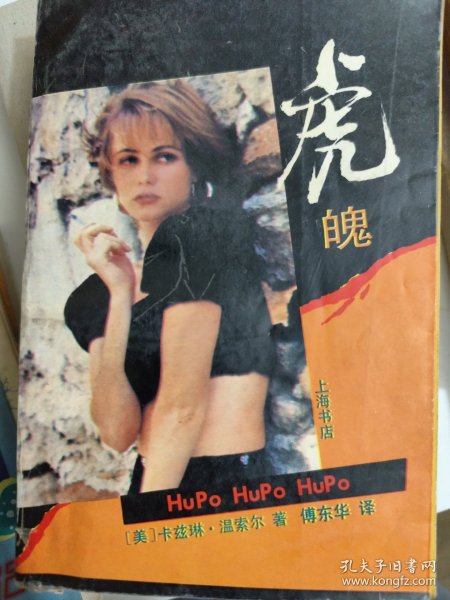 虎
魄
上海书店
HuPo HuPo HuPo
[美]卡兹琳·温索尔 著 傅东华 译
孔夫子旧书网
www.kongfz.com